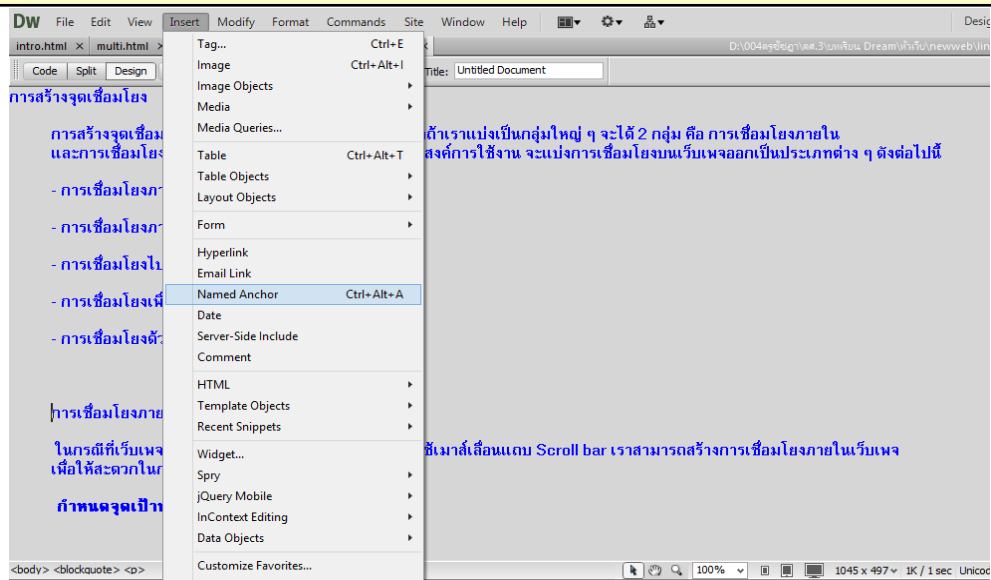 DW File Edit View Insert Modify Format Commands Site Window Help
intro.html × multi.html
Code Split Design Title: Untitled Document
Tag... Ctrl+E
Image Ctrl+Alt+I
Image Objects
Media
Media Queries...
Table Ctrl+Alt+T
Table Objects
Layout Objects
Form
Hyperlink
Email Link
Named Anchor Ctrl+Alt+A
Date
Server-Side Include
Comment
HTML
Template Objects
Recent Snippets
Widget...
Spry
jQuery Mobile
InContext Editing
Data Objects
Customize Favorites...
การสร้างจุดเชื่อมโยง
การสร้างจุดเชื่อม ถ้าเราแบ่งเป็นกลุ่มใหญ่ ๆ จะได้ 2 กลุ่ม คือ การเชื่อมโยงภายใน
และการเชื่อมโยง สงค์การใช้งาน จะแบ่งการเชื่อมโยงบนเว็บเพจออกเป็นประเภทต่าง ๆ ดังต่อไปนี้
- การเชื่อมโยงภา
- การเชื่อมโยงภา
- การเชื่อมโยงไป
- การเชื่อมโยงเพื
- การเชื่อมโยงด้ว
การเชื่อมโยงภาย
ในกรณีที่เว็บเพจ ช้เมาส์เลื่อนแถบ Scroll bar เราสามารถสร้างการเชื่อมโยงภายในเว็บเพจ
เพื่อให้สะดวกในก
กำหนดจุดเป้าห
<body> <blockquote> <p> 100% 1045 x 497 1K / 1 sec